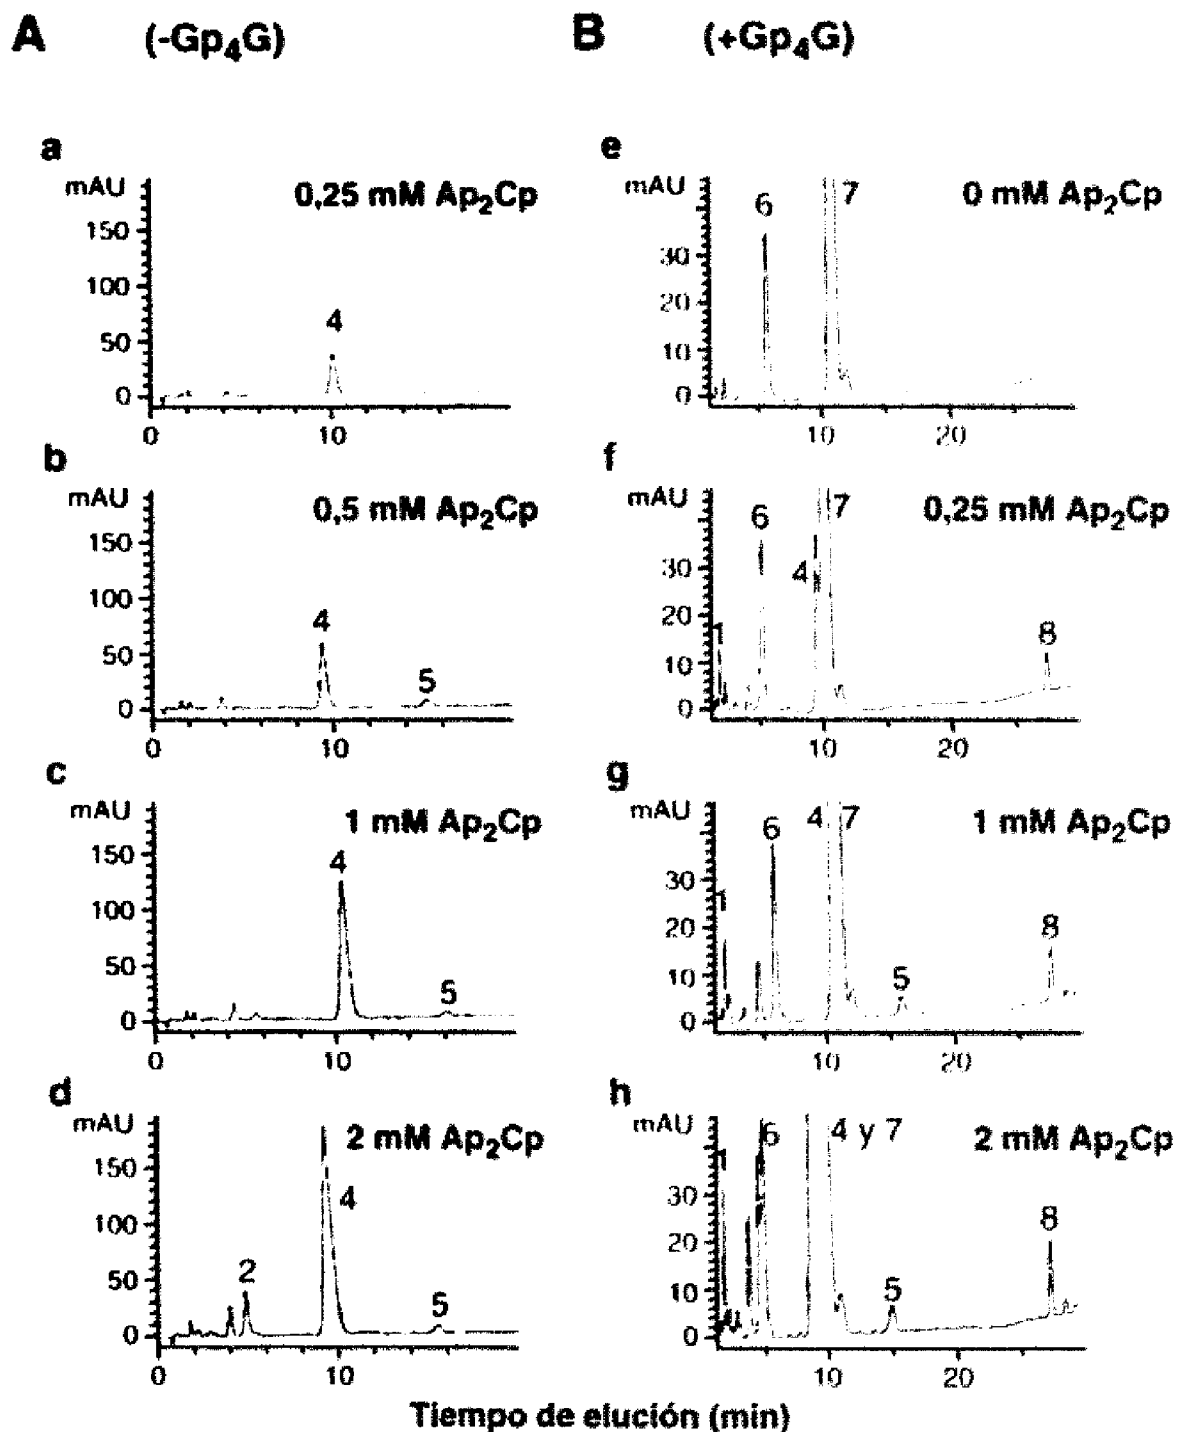 A (-Gp₄G)
a
mAU
0,25 mM Ap₂Cp
150
100
50
0
4
0 10
b
mAU
0,5 mM Ap₂Cp
150
100
50
0
4
5
0 10
c
mAU
1 mM Ap₂Cp
150
100
50
0
4
5
0 10
d
mAU
2 mM Ap₂Cp
150
100
50
0
2
4
5
0 10
B (+Gp₄G)
e
mAU
0 mM Ap₂Cp
30
20
10
0
6
7
10 20
f
mAU
0,25 mM Ap₂Cp
30
20
10
0
1
6
4
7
8
10 20
g
mAU
1 mM Ap₂Cp
30
20
10
0
1
6
4
7
5
8
10 20
h
mAU
2 mM Ap₂Cp
30
20
10
0
1
6
4 y 7
5
8
10 20
Tiempo de elución (min)